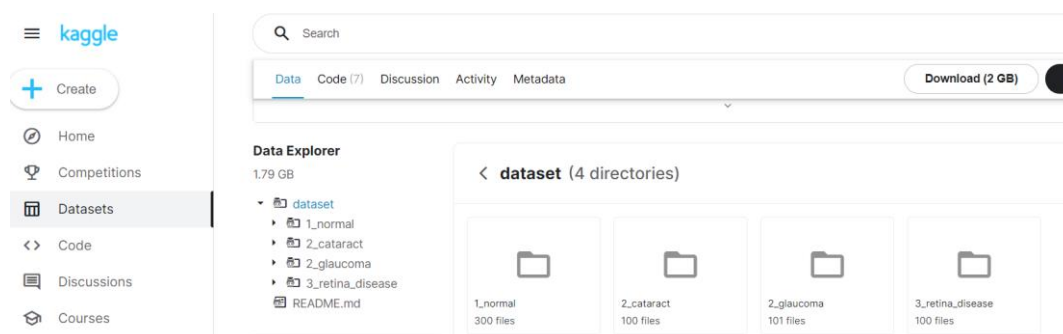 kaggle
Create
Home
Competitions
Datasets
Code
Discussions
Courses
Search
Data Code (7) Discussion Activity Metadata Download (2 GB)
Data Explorer
1.79 GB
dataset
1_normal
2_cataract
2_glaucoma
3_retina_disease
README.md
dataset (4 directories)
1_normal
300 files
2_cataract
100 files
2_glaucoma
101 files
3_retina_disease
100 files